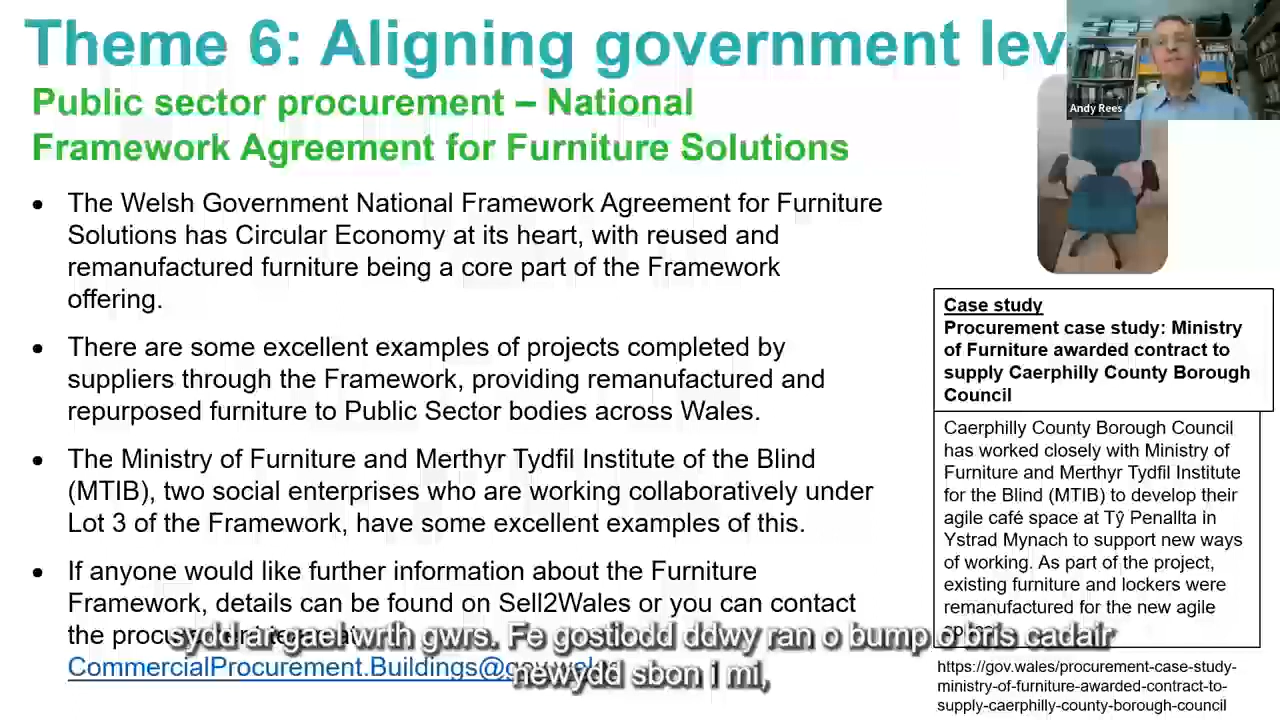 Theme 6: Aligning government lev
Andy Rees
Public sector procurement – National
Framework Agreement for Furniture Solutions
• The Welsh Government National Framework Agreement for Furniture
Solutions has Circular Economy at its heart, with reused and
remanufactured furniture being a core part of the Framework
offering.
• There are some excellent examples of projects completed by
suppliers through the Framework, providing remanufactured and
repurposed furniture to Public Sector bodies across Wales.
• The Ministry of Furniture and Merthyr Tydfil Institute of the Blind
(MTIB), two social enterprises who are working collaboratively under
Lot 3 of the Framework, have some excellent examples of this.
• If anyone would like further information about the Furniture
Framework, details can be found on Sell2Wales or you can contact
the
CommercialProcurement.Buildings@
Case study
Procurement case study: Ministry
of Furniture awarded contract to
supply Caerphilly County Borough
Council
Caerphilly County Borough Council
has worked closely with Ministry of
Furniture and Merthyr Tydfil Institute
for the Blind (MTIB) to develop their
agile café space at Tŷ Penallta in
Ystrad Mynach to support new ways
of working. As part of the project,
existing furniture and lockers were
remanufactured for the new agile
https://gov.wales/procurement-case-study-
ministry-of-furniture-awarded-contract-to-
supply-caerphilly-county-borough-council
sydd ar gael wrth gwrs. Fe gostiodd ddwy ran o bump o bris cadair
newydd sbon i mi,